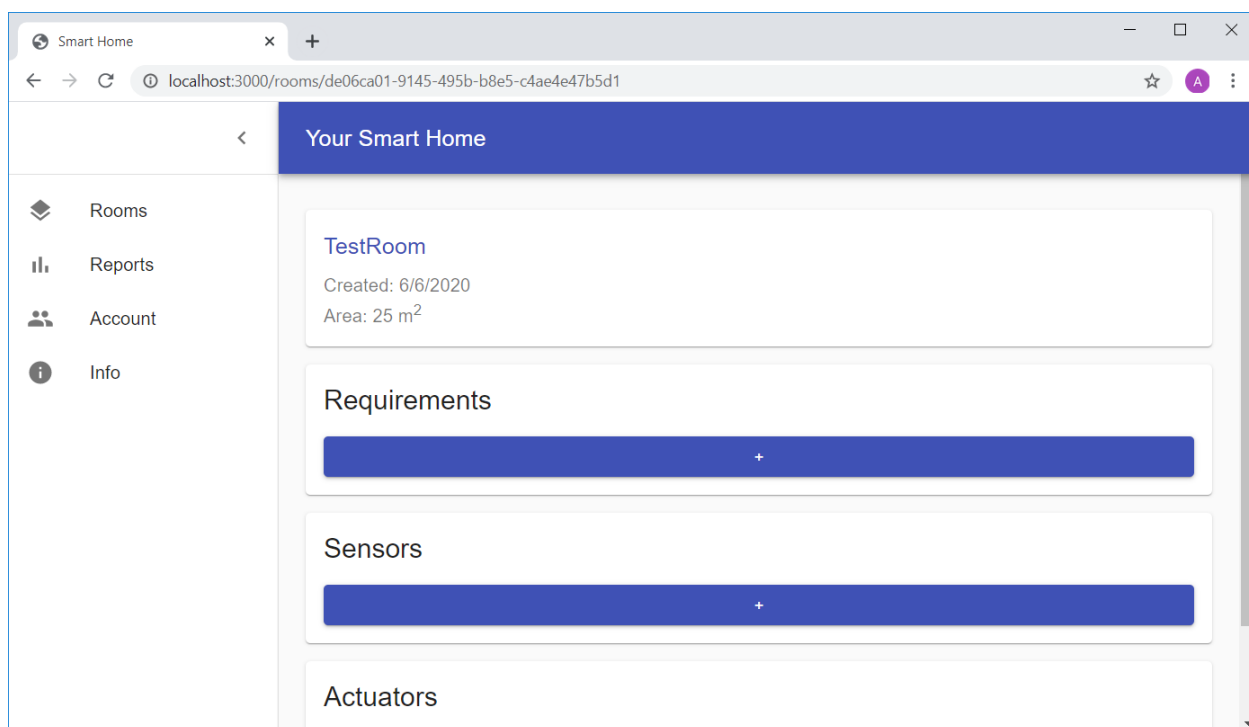 Smart Home
localhost:3000/rooms/de06ca01-9145-495b-b8e5-c4ae4e47b5d1
A
Your Smart Home
Rooms
Reports
Account
Info
TestRoom
Created: 6/6/2020
Area: 25 m²
Requirements
+
Sensors
+
Actuators